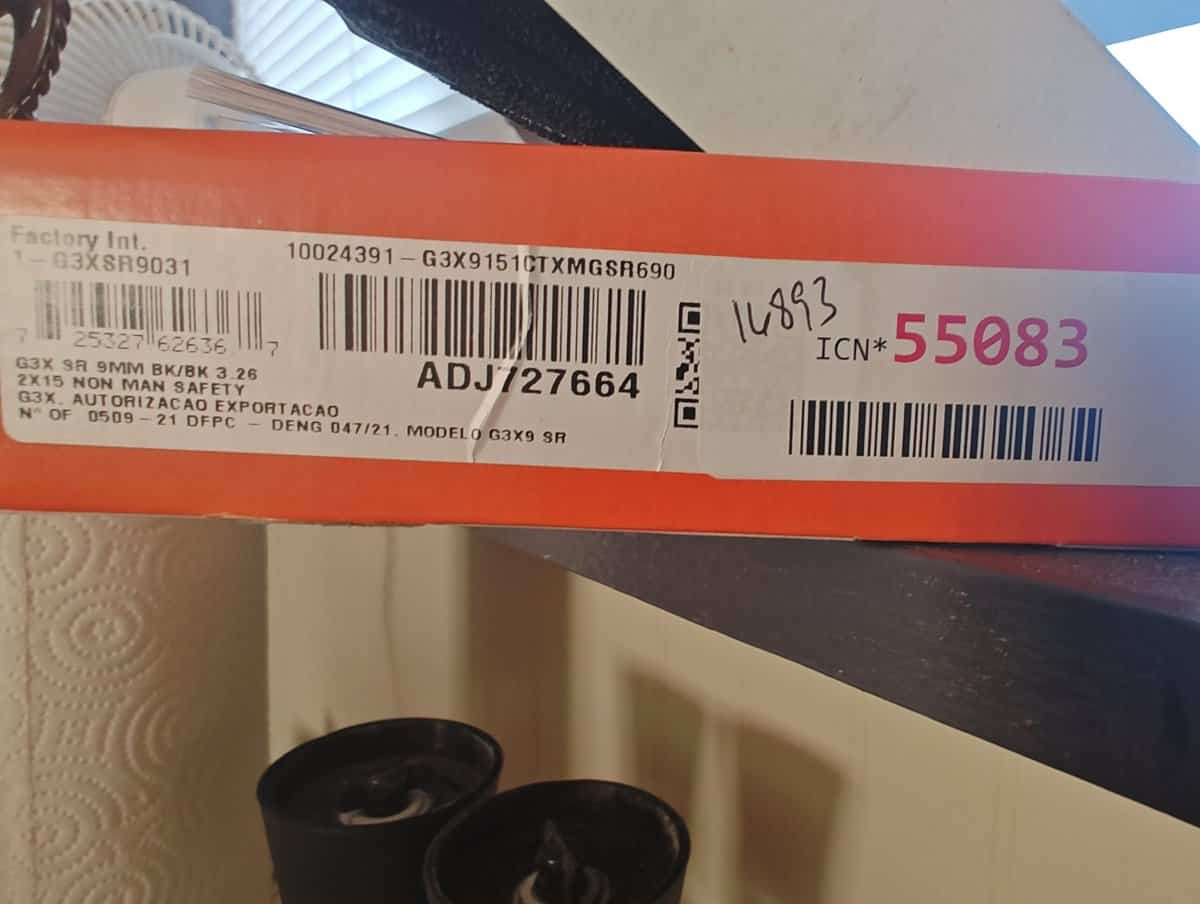 Factory Int.
1-G3XSR9031
10024391-G3X9151CTXMGSR690
7 25327 62636 7
ADJ727664
G3X SR 9MM BK/BK 3.26
2X15 NON MAN SAFETY
G3X. AUTORIZACAO EXPORTACAO
N° OF 0509-21 DFPC - DENG 047/21. MODELO G3X9 SR
14893
ICN*55083